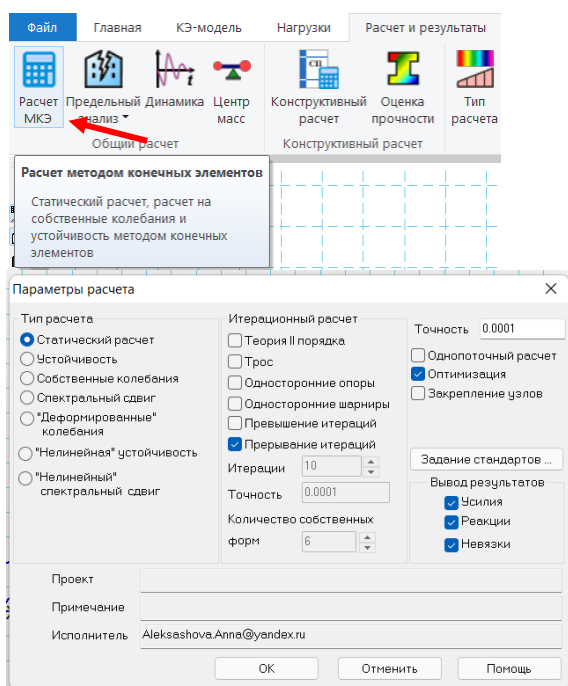 Файл Главная КЭ-модель Нагрузки Расчет и результаты
СП
Расчет Предельный Динамика Центр Конструктивный Оценка Тип
МКЭ анализ масс расчет прочности расчета
Общий расчет Конструктивный расчет
Расчет методом конечных элементов
Статический расчет, расчет на
собственные колебания и
устойчивость методом конечных
элементов
Параметры расчета
Тип расчета
Статический расчет
Устойчивость
Собственные колебания
Спектральный сдвиг
"Деформированные"
колебания
"Нелинейная" устойчивость
"Нелинейный"
спектральный сдвиг
Итерационный расчет
Теория II порядка
Трос
Односторонние опоры
Односторонние шарниры
Превышение итераций
Прерывание итераций
Итерации 10
Точность 0.0001
Количество собственных
форм 6
Точность 0.0001
Однопоточный расчет
Оптимизация
Закрепление узлов
Задание стандартов ...
Вывод результатов
Усилия
Реакции
Невязки
Проект
Примечание
Исполнитель Aleksashova.Anna@yandex.ru
OK Отменить Помощь